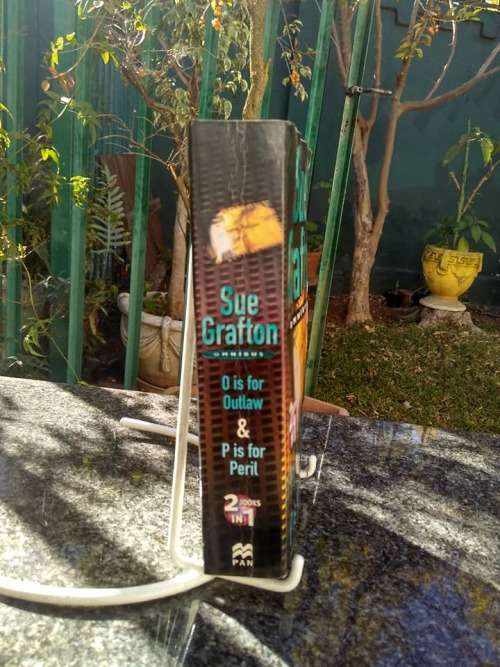 Sue
Grafton
OMNIBUS
O is for
Outlaw
&
P is for
Peril
2 BOOKS
IN 1
PAN